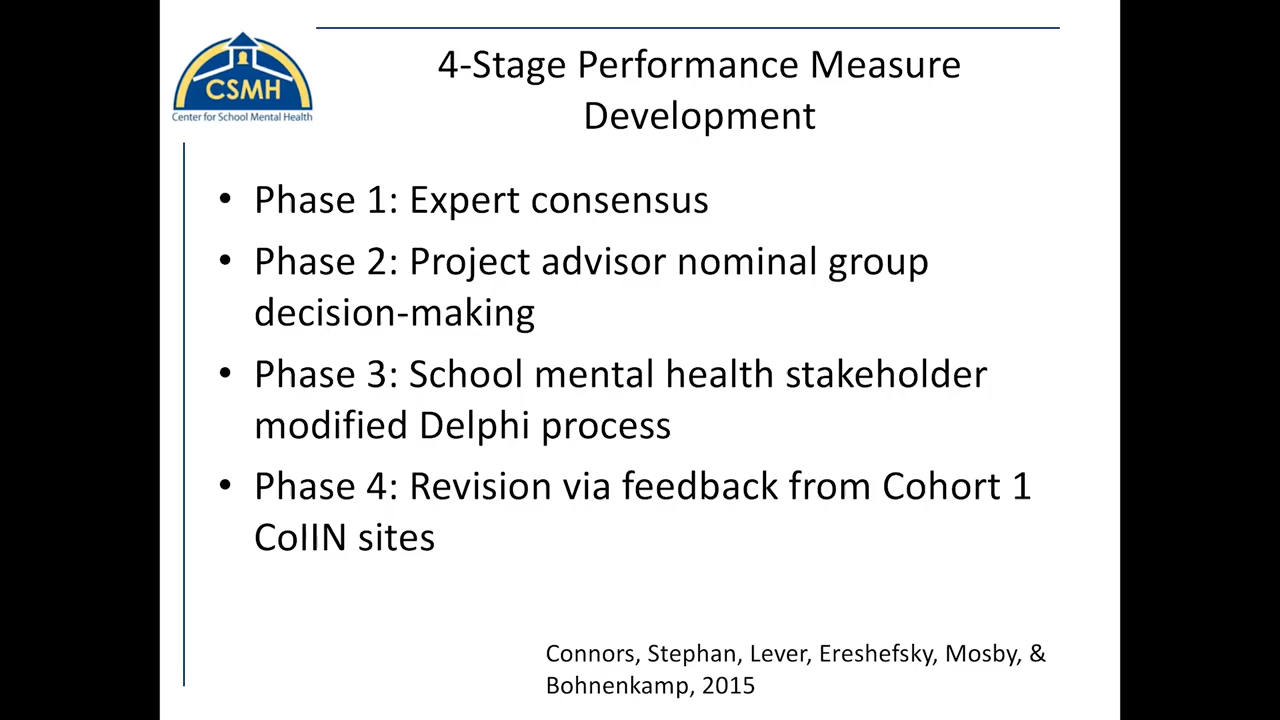 CSMH
Center for School Mental Health
4-Stage Performance Measure
Development
• Phase 1: Expert consensus
• Phase 2: Project advisor nominal group
decision-making
• Phase 3: School mental health stakeholder
modified Delphi process
• Phase 4: Revision via feedback from Cohort 1
CoIIN sites
Connors, Stephan, Lever, Ereshefsky, Mosby, &
Bohnenkamp, 2015